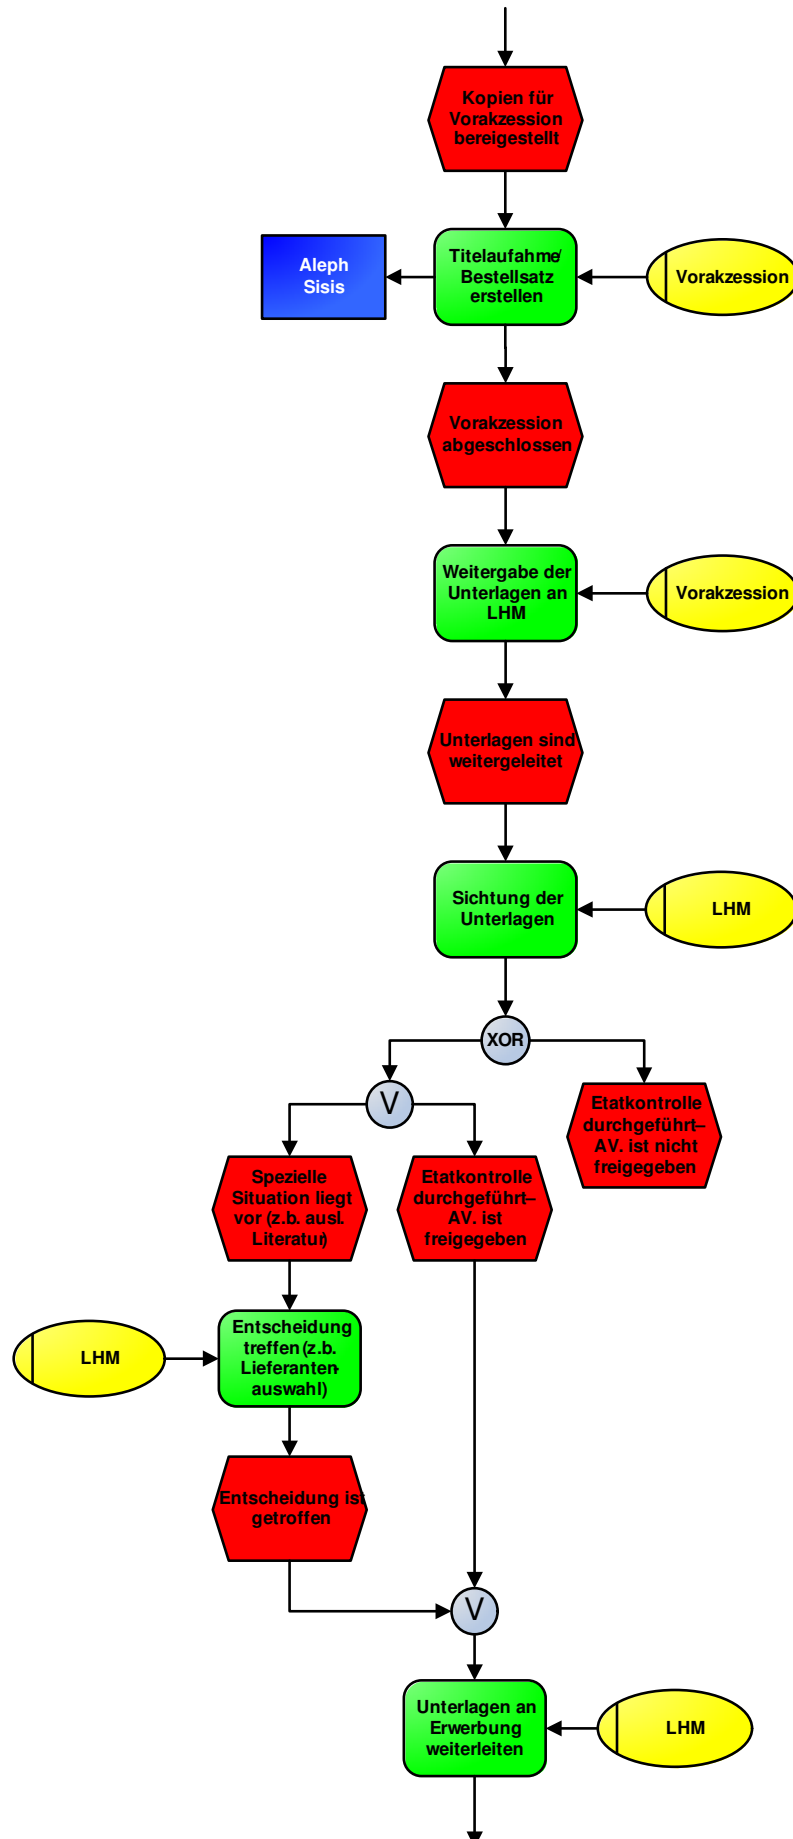 Kopien für
Vorakzession
bereigestellt
Aleph
Sisis
Titelaufahme/
Bestellsatz
erstellen
Vorakzession
Vorakzession
abgeschlossen
Weitergabe der
Unterlagen an
LHM
Vorakzession
Unterlagen sind
weitergeleitet
Sichtung der
Unterlagen
LHM
XOR
V
Etatkontrolle
durchgeführt–
AV. ist nicht
freigegeben
Spezielle
Situation liegt
vor (z.b. ausl.
Literatur)
Etatkontrolle
durchgeführt–
AV. ist
freigegeben
LHM
Entscheidung
treffen (z.b.
Lieferanten-
auswahl)
Entscheidung ist
getroffen
V
Unterlagen an
Erwerbung
weiterleiten
LHM